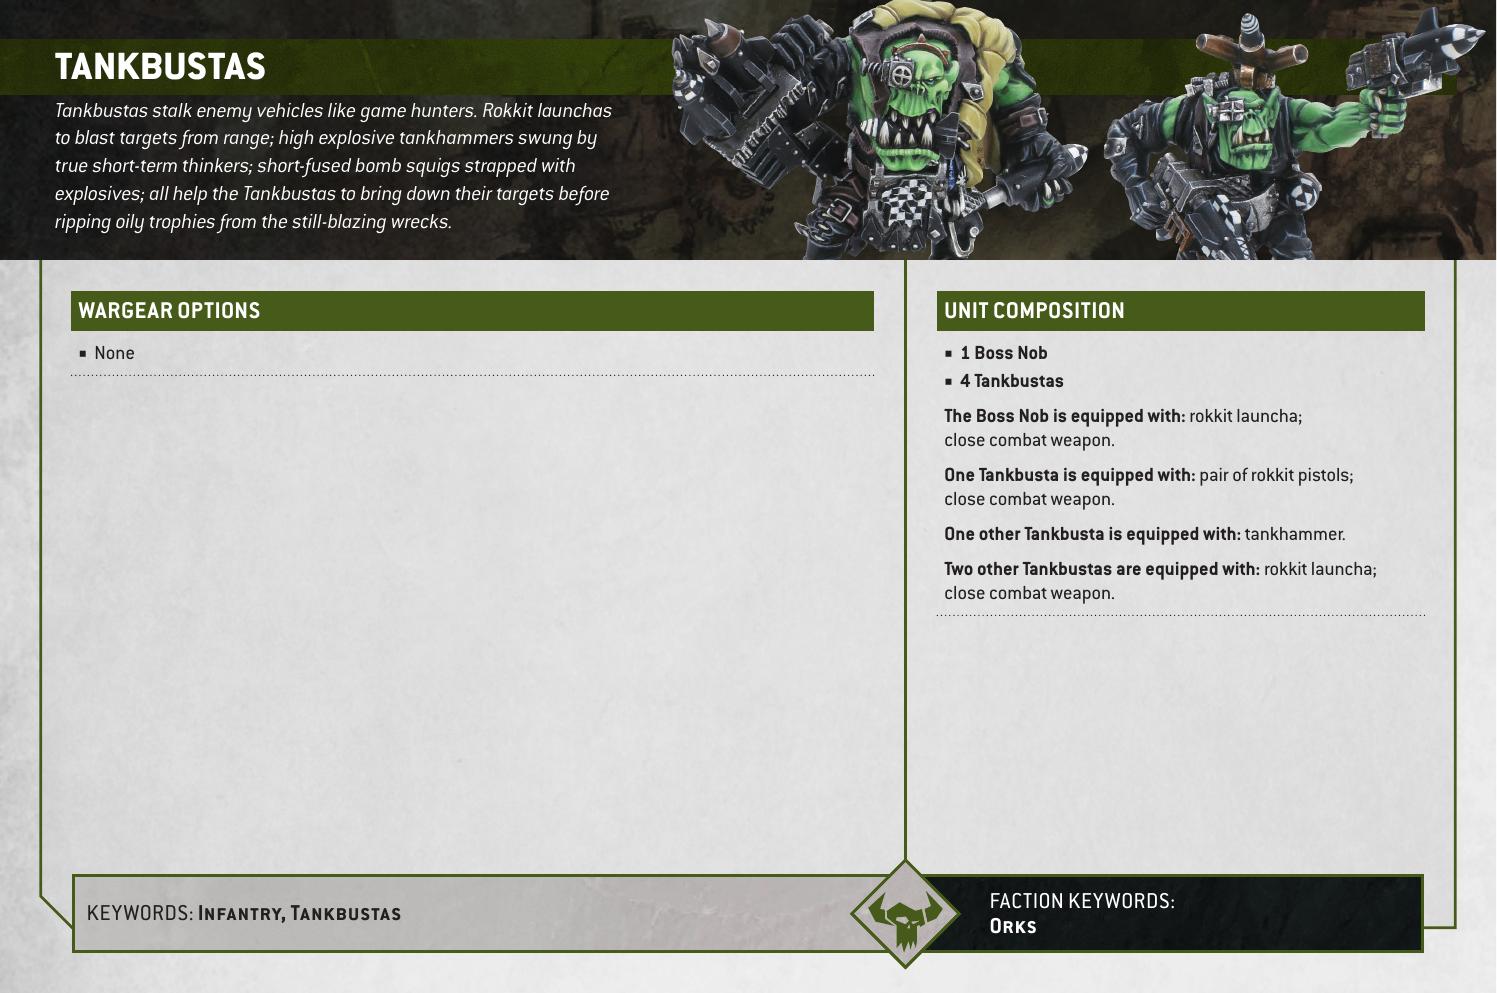 TANKBUSTAS
Tankbustas stalk enemy vehicles like game hunters. Rokkit launchas
to blast targets from range; high explosive tankhammers swung by
true short-term thinkers; short-fused bomb squigs strapped with
explosives; all help the Tankbustas to bring down their targets before
ripping oily trophies from the still-blazing wrecks.
WARGEAR OPTIONS
▪ None
UNIT COMPOSITION
▪ 1 Boss Nob
▪ 4 Tankbustas
The Boss Nob is equipped with: rokkit launcha;
close combat weapon.
One Tankbusta is equipped with: pair of rokkit pistols;
close combat weapon.
One other Tankbusta is equipped with: tankhammer.
Two other Tankbustas are equipped with: rokkit launcha;
close combat weapon.
KEYWORDS: INFANTRY, TANKBUSTAS
FACTION KEYWORDS:
ORKS